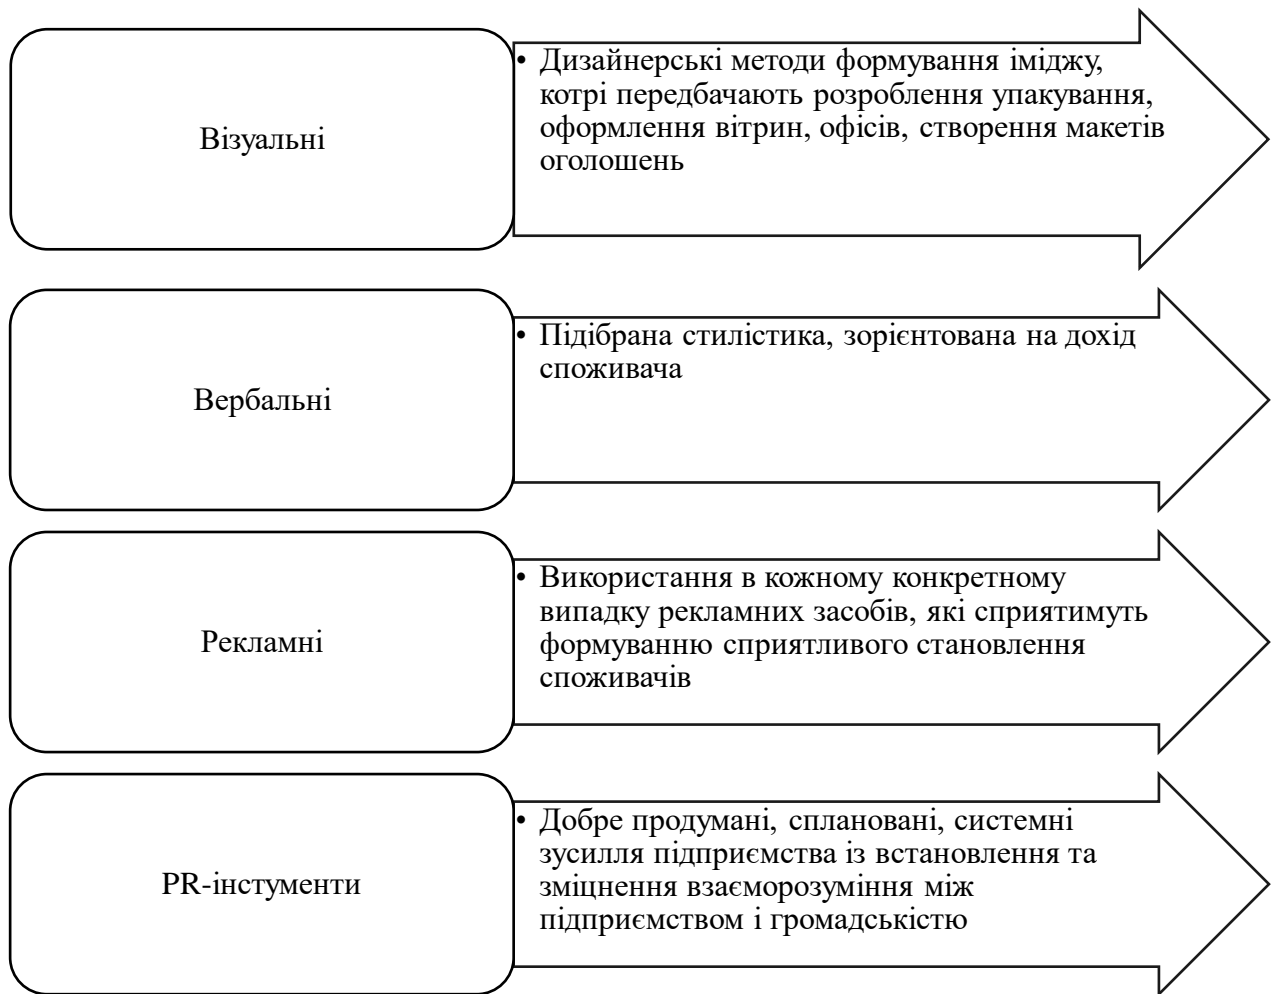 Візуальні
• Дизайнерські методи формування іміджу,
котрі передбачають розроблення упакування,
оформлення вітрин, офісів, створення макетів
оголошень
Вербальні
• Підібрана стилістика, зорієнтована на дохід
споживача
Рекламні
• Використання в кожному конкретному
випадку рекламних засобів, які сприятимуть
формуванню сприятливого становлення
споживачів
PR-інстументи
• Добре продумані, сплановані, системні
зусилля підприємства із встановлення та
зміцнення взаєморозуміння між
підприємством і громадськістю